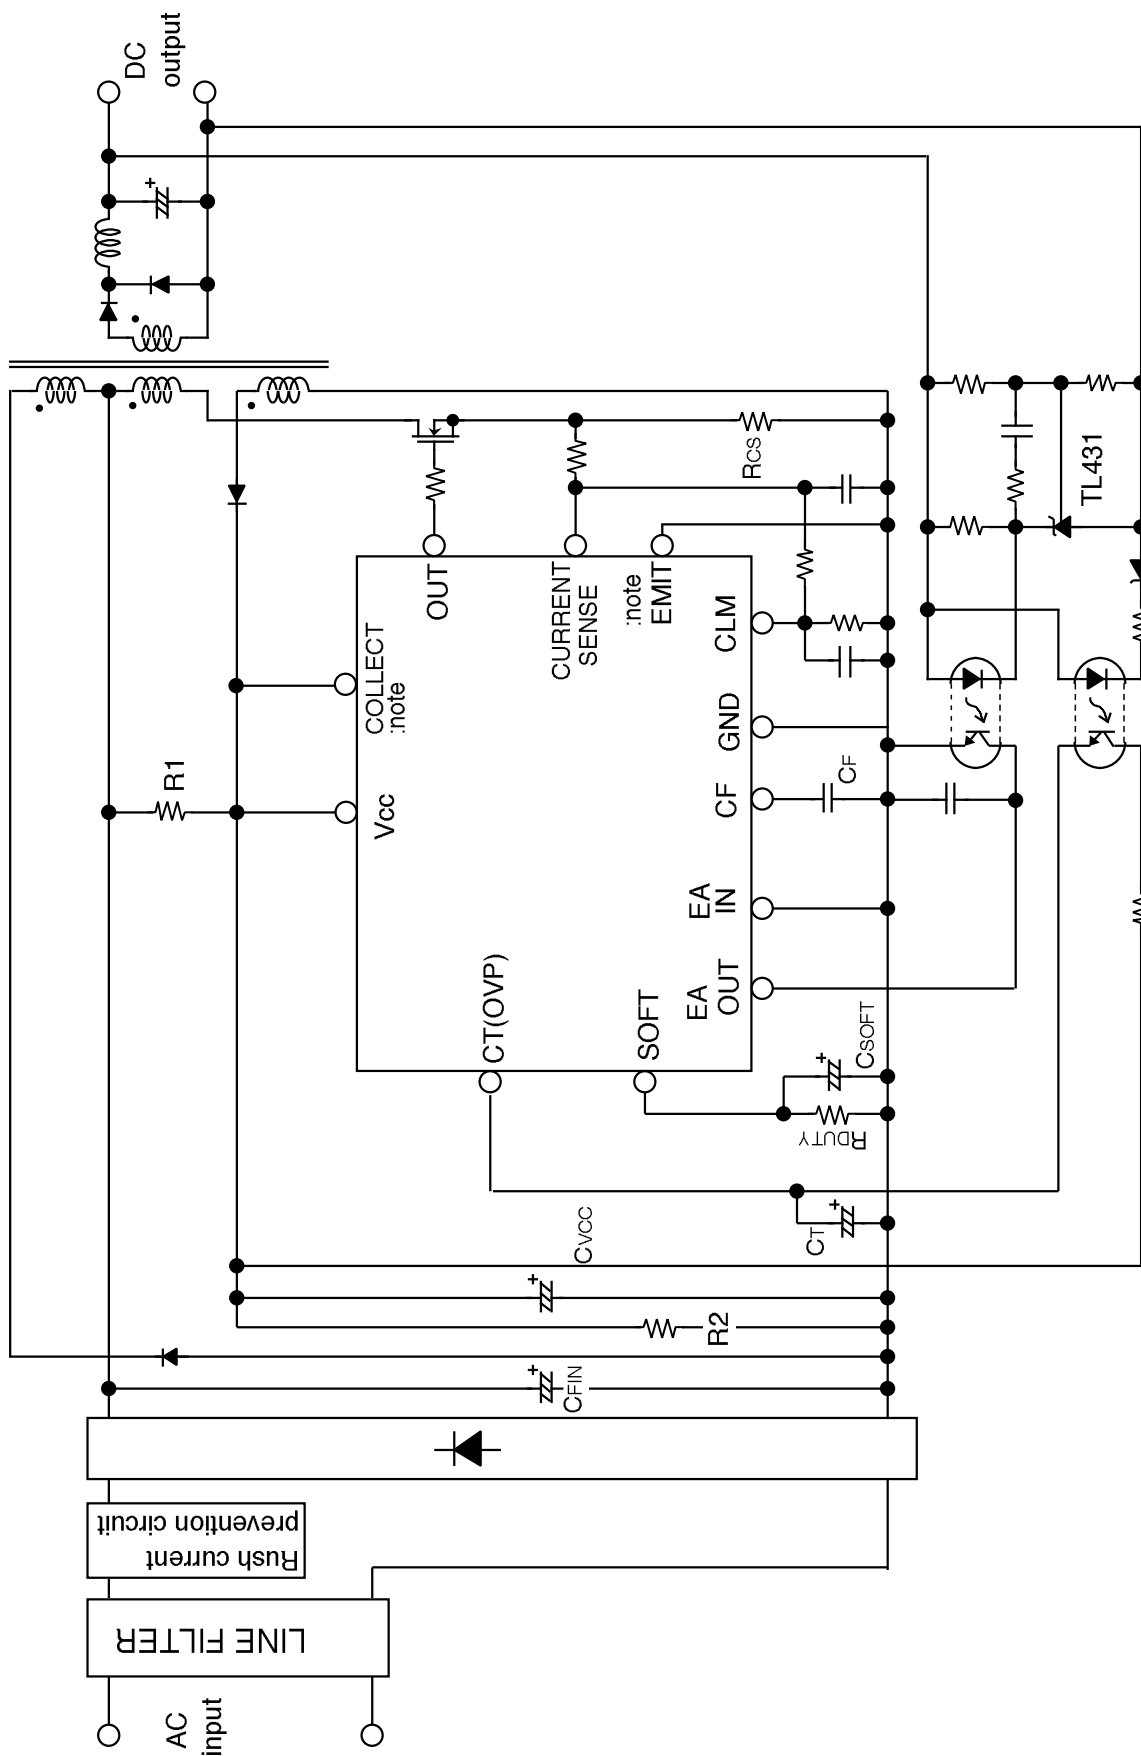 AC
input
LINE FILTER
Rush current
prevention circuit
CFIN
+
R2
+
CVCC
+
CT
RDUTY
+
CSOFT
R1
Vcc
COLLECT
:note
OUT
CURRENT
SENSE
:note
EMIT
CLM
GND
CF
EA
IN
EA
OUT
SOFT
CT(OVP)
CF
RCS
TL431
+
DC
output